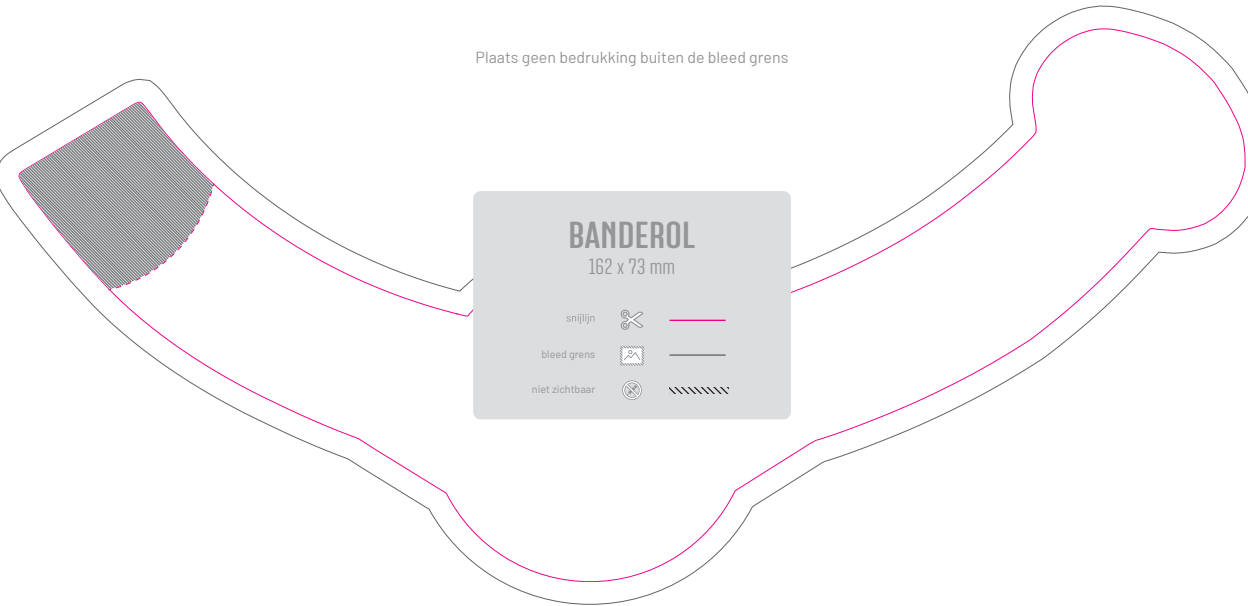 Plaats geen bedrukking buiten de bleed grens
BANDEROL
162 x 73 mm
snijlijn
bleed grens
niet zichtbaar